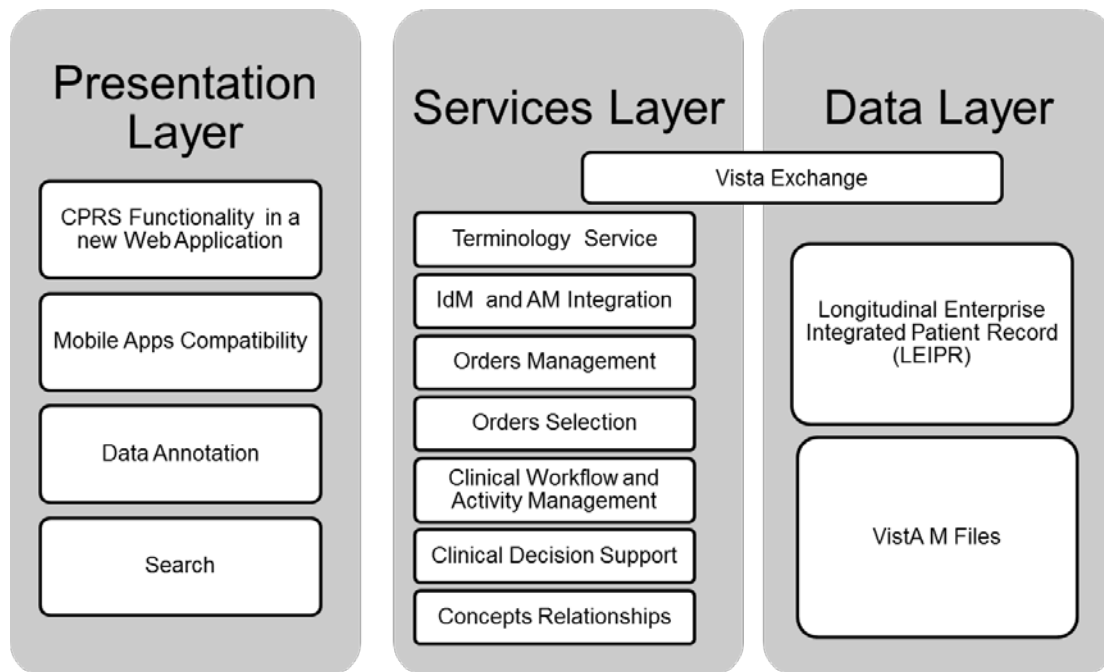 Presentation
Layer
CPRS Functionality in a
new Web Application
Mobile Apps Compatibility
Data Annotation
Search
Services Layer
Vista Exchange
Terminology Service
IdM and AM Integration
Orders Management
Orders Selection
Clinical Workflow and
Activity Management
Clinical Decision Support
Concepts Relationships
Data Layer
Longitudinal Enterprise
Integrated Patient Record
(LEIPR)
VistA M Files